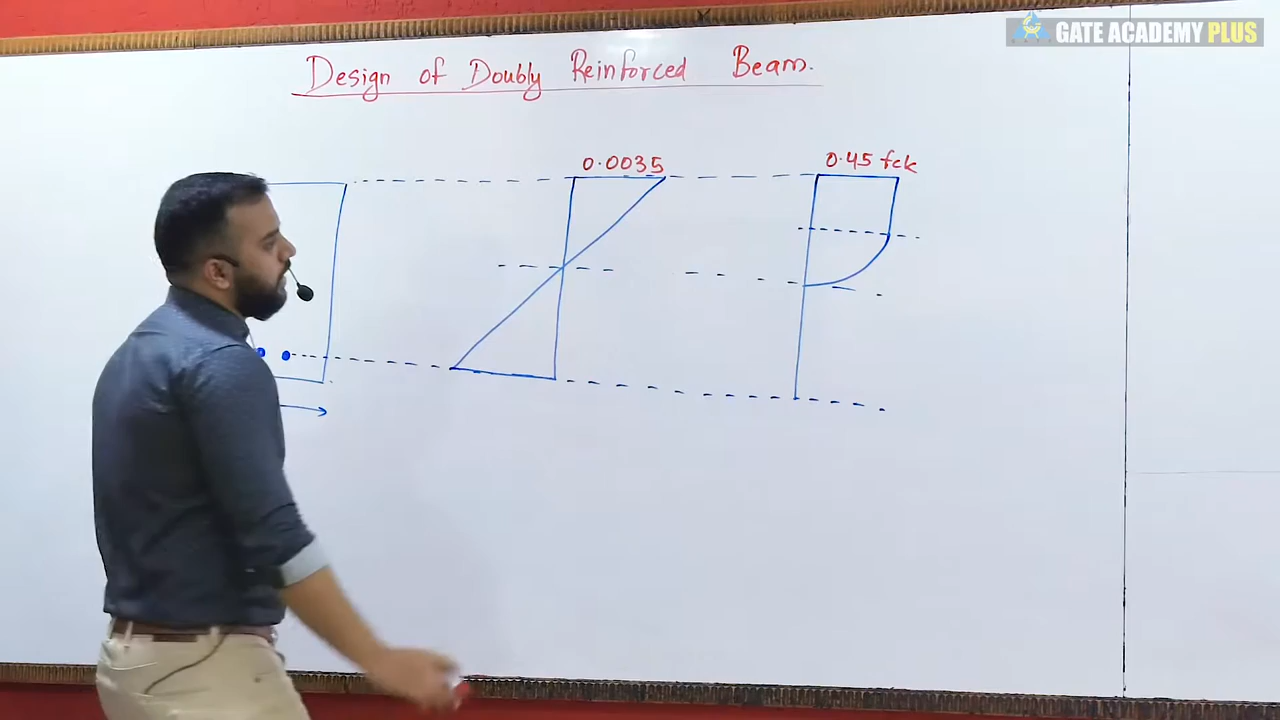 GATE ACADEMY PLUS
Design of Doubly Reinforced Beam.
0.0035
0.45 fck